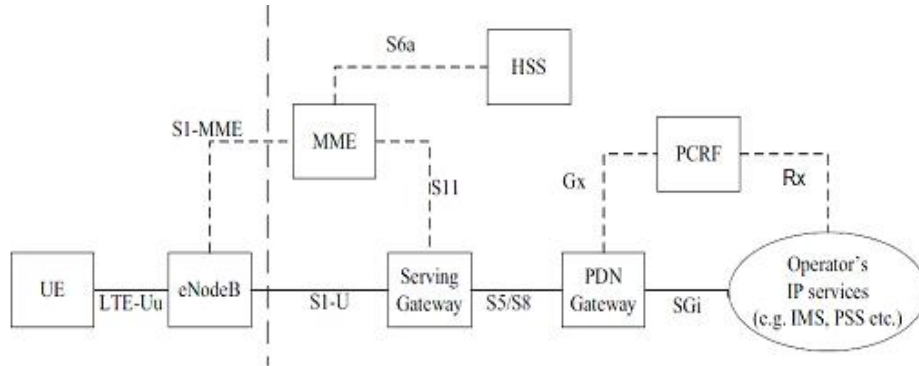 S6a
HSS
S1-MME
MME
PCRF
S11
Gx
Rx
UE
LTE-Uu
eNodeB
S1-U
Serving
Gateway
S5/S8
PDN
Gateway
SGi
Operator's
IP services
(e.g. IMS, PSS etc.)